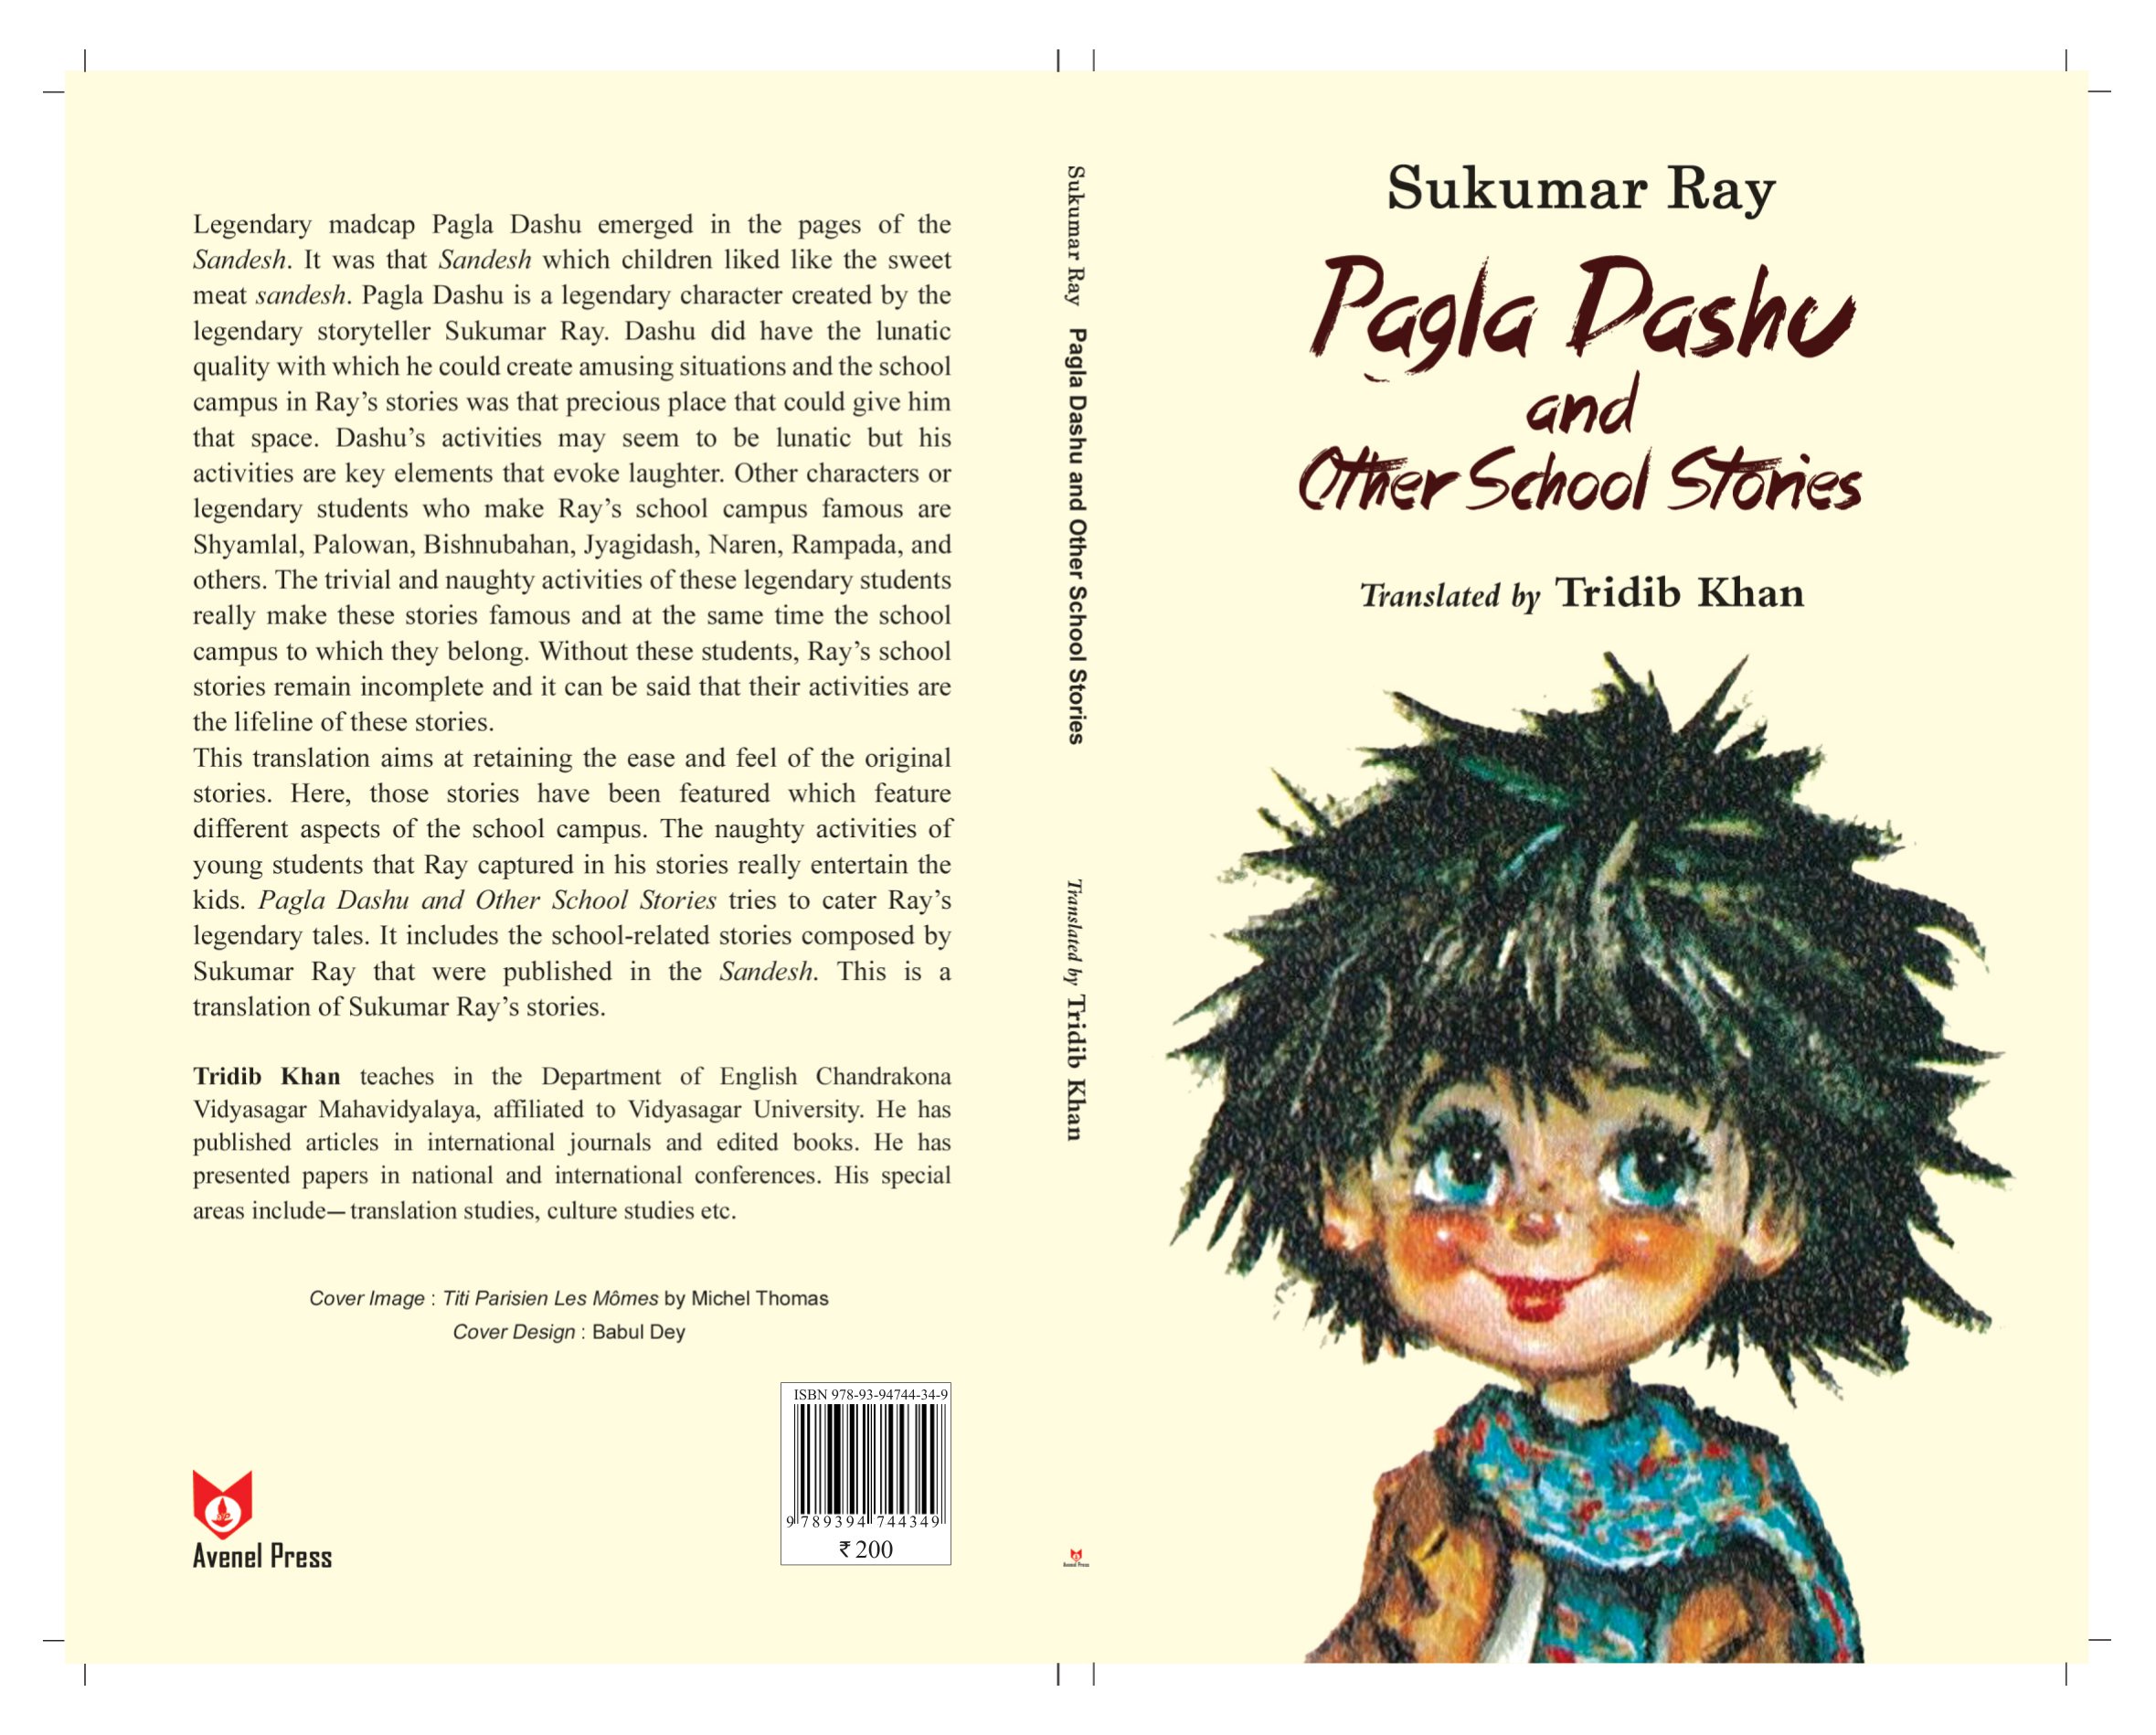 Legendary madcap Pagla Dashu emerged in the pages of the
Sandesh. It was that Sandesh which children liked like the sweet
meat sandesh. Pagla Dashu is a legendary character created by the
legendary storyteller Sukumar Ray. Dashu did have the lunatic
quality with which he could create amusing situations and the school
campus in Ray's stories was that precious place that could give him
that space. Dashu's activities may seem to be lunatic but his
activities are key elements that evoke laughter. Other characters or
legendary students who make Ray's school campus famous are
Shyamlal, Palowan, Bishnubahan, Jyagidash, Naren, Rampada, and
others. The trivial and naughty activities of these legendary students
really make these stories famous and at the same time the school
campus to which they belong. Without these students, Ray's school
stories remain incomplete and it can be said that their activities are
the lifeline of these stories.
This translation aims at retaining the ease and feel of the original
stories. Here, those stories have been featured which feature
different aspects of the school campus. The naughty activities of
young students that Ray captured in his stories really entertain the
kids. Pagla Dashu and Other School Stories tries to cater Ray's
legendary tales. It includes the school-related stories composed by
Sukumar Ray that were published in the Sandesh. This is a
translation of Sukumar Ray's stories.
Tridib Khan teaches in the Department of English Chandrakona
Vidyasagar Mahavidyalaya, affiliated to Vidyasagar University. He has
published articles in international journals and edited books. He has
presented papers in national and international conferences. His special
areas include— translation studies, culture studies etc.
Cover Image : Titi Parisien Les Mômes by Michel Thomas
Cover Design : Babul Dey
ISBN 978-93-94744-34-9
9 789394 744349
₹ 200
Avenel Press
Sukumar Ray Pagla Dashu and Other School Stories Translated by Tridib Khan
Avenel Press
Sukumar Ray
Pagla Dashu
and
Other School Stories
Translated by Tridib Khan